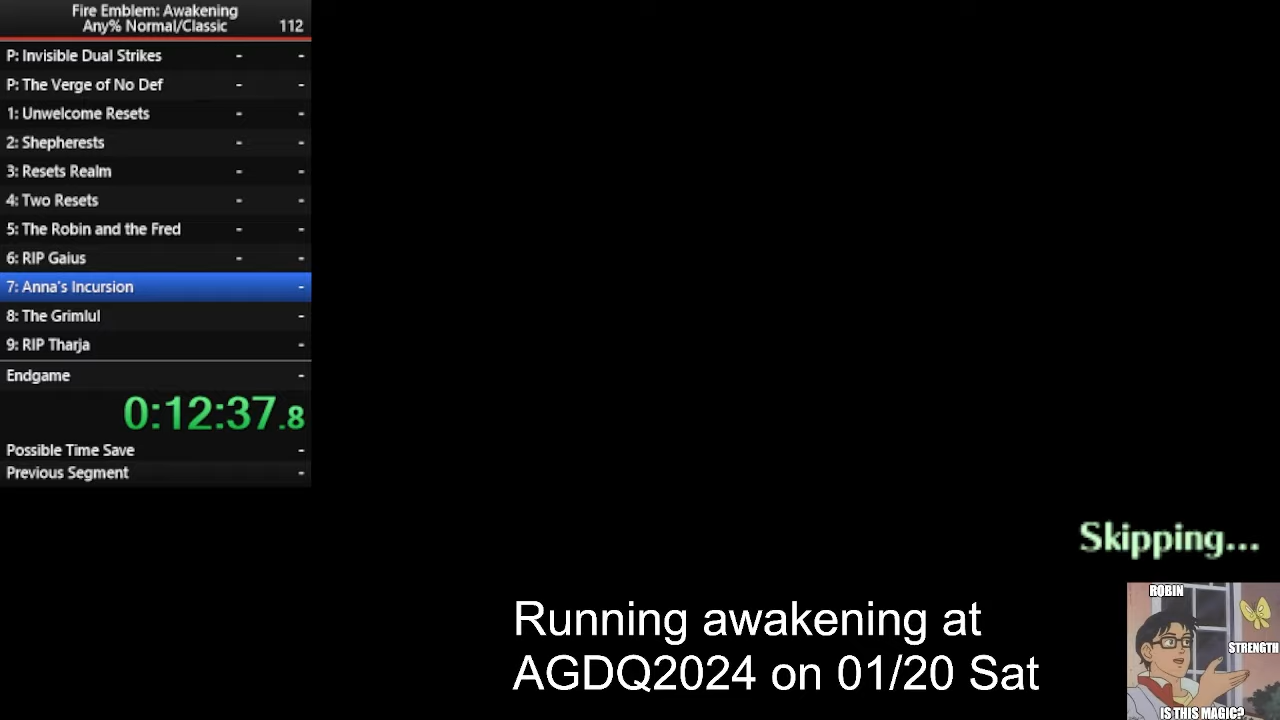 Fire Emblem: Awakening
Any% Normal/Classic 112
P: Invisible Dual Strikes - -
P: The Verge of No Def - -
1: Unwelcome Resets - -
2: Shepherests - -
3: Resets Realm - -
4: Two Resets - -
5: The Robin and the Fred - -
6: RIP Gaius - -
7: Anna's Incursion -
8: The Grimlul -
9: RIP Tharja -
Endgame -
0:12:37.8
Possible Time Save -
Previous Segment -
Skipping...
Running awakening at
AGDQ2024 on 01/20 Sat
ROBIN
STRENGTH
IS THIS MAGIC?